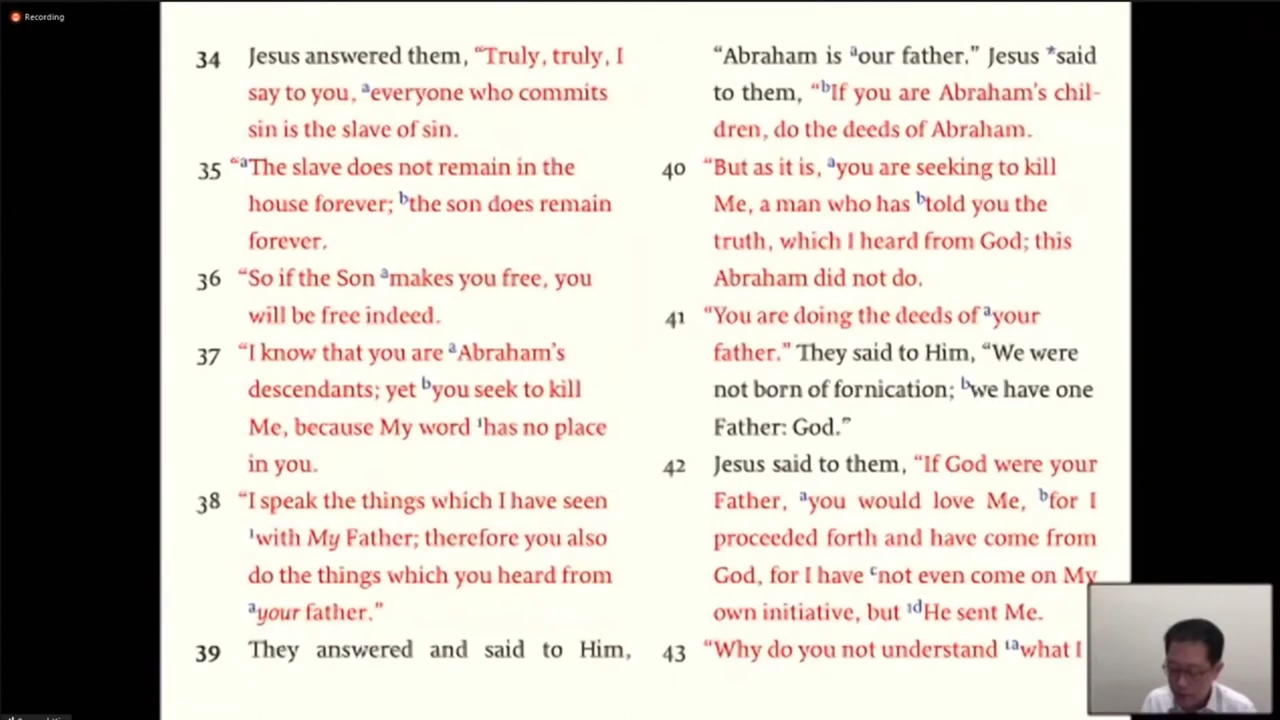 Recording
34 Jesus answered them, “Truly, truly, I
say to you, ªeveryone who commits
sin is the slave of sin.
35 “ªThe slave does not remain in the
house forever; ᵇthe son does remain
forever.
36 “So if the Son ªmakes you free, you
will be free indeed.
37 “I know that you are ªAbraham’s
descendants; yet ᵇyou seek to kill
Me, because My word ¹has no place
in you.
38 “I speak the things which I have seen
¹with My Father; therefore you also
do the things which you heard from
ªyour father.”
39 They answered and said to Him,
“Abraham is ªour father.” Jesus *said
to them, “ᵇIf you are Abraham’s chil-
dren, do the deeds of Abraham.
40 “But as it is, ªyou are seeking to kill
Me, a man who has ᵇtold you the
truth, which I heard from God; this
Abraham did not do.
41 “You are doing the deeds of ªyour
father.” They said to Him, “We were
not born of fornication; ᵇwe have one
Father: God.”
42 Jesus said to them, “If God were your
Father, ªyou would love Me, ᵇfor I
proceeded forth and have come from
God, for I have ᶜnot even come on My
own initiative, but ¹ᵈHe sent Me.
43 “Why do you not understand ¹ªwhat I